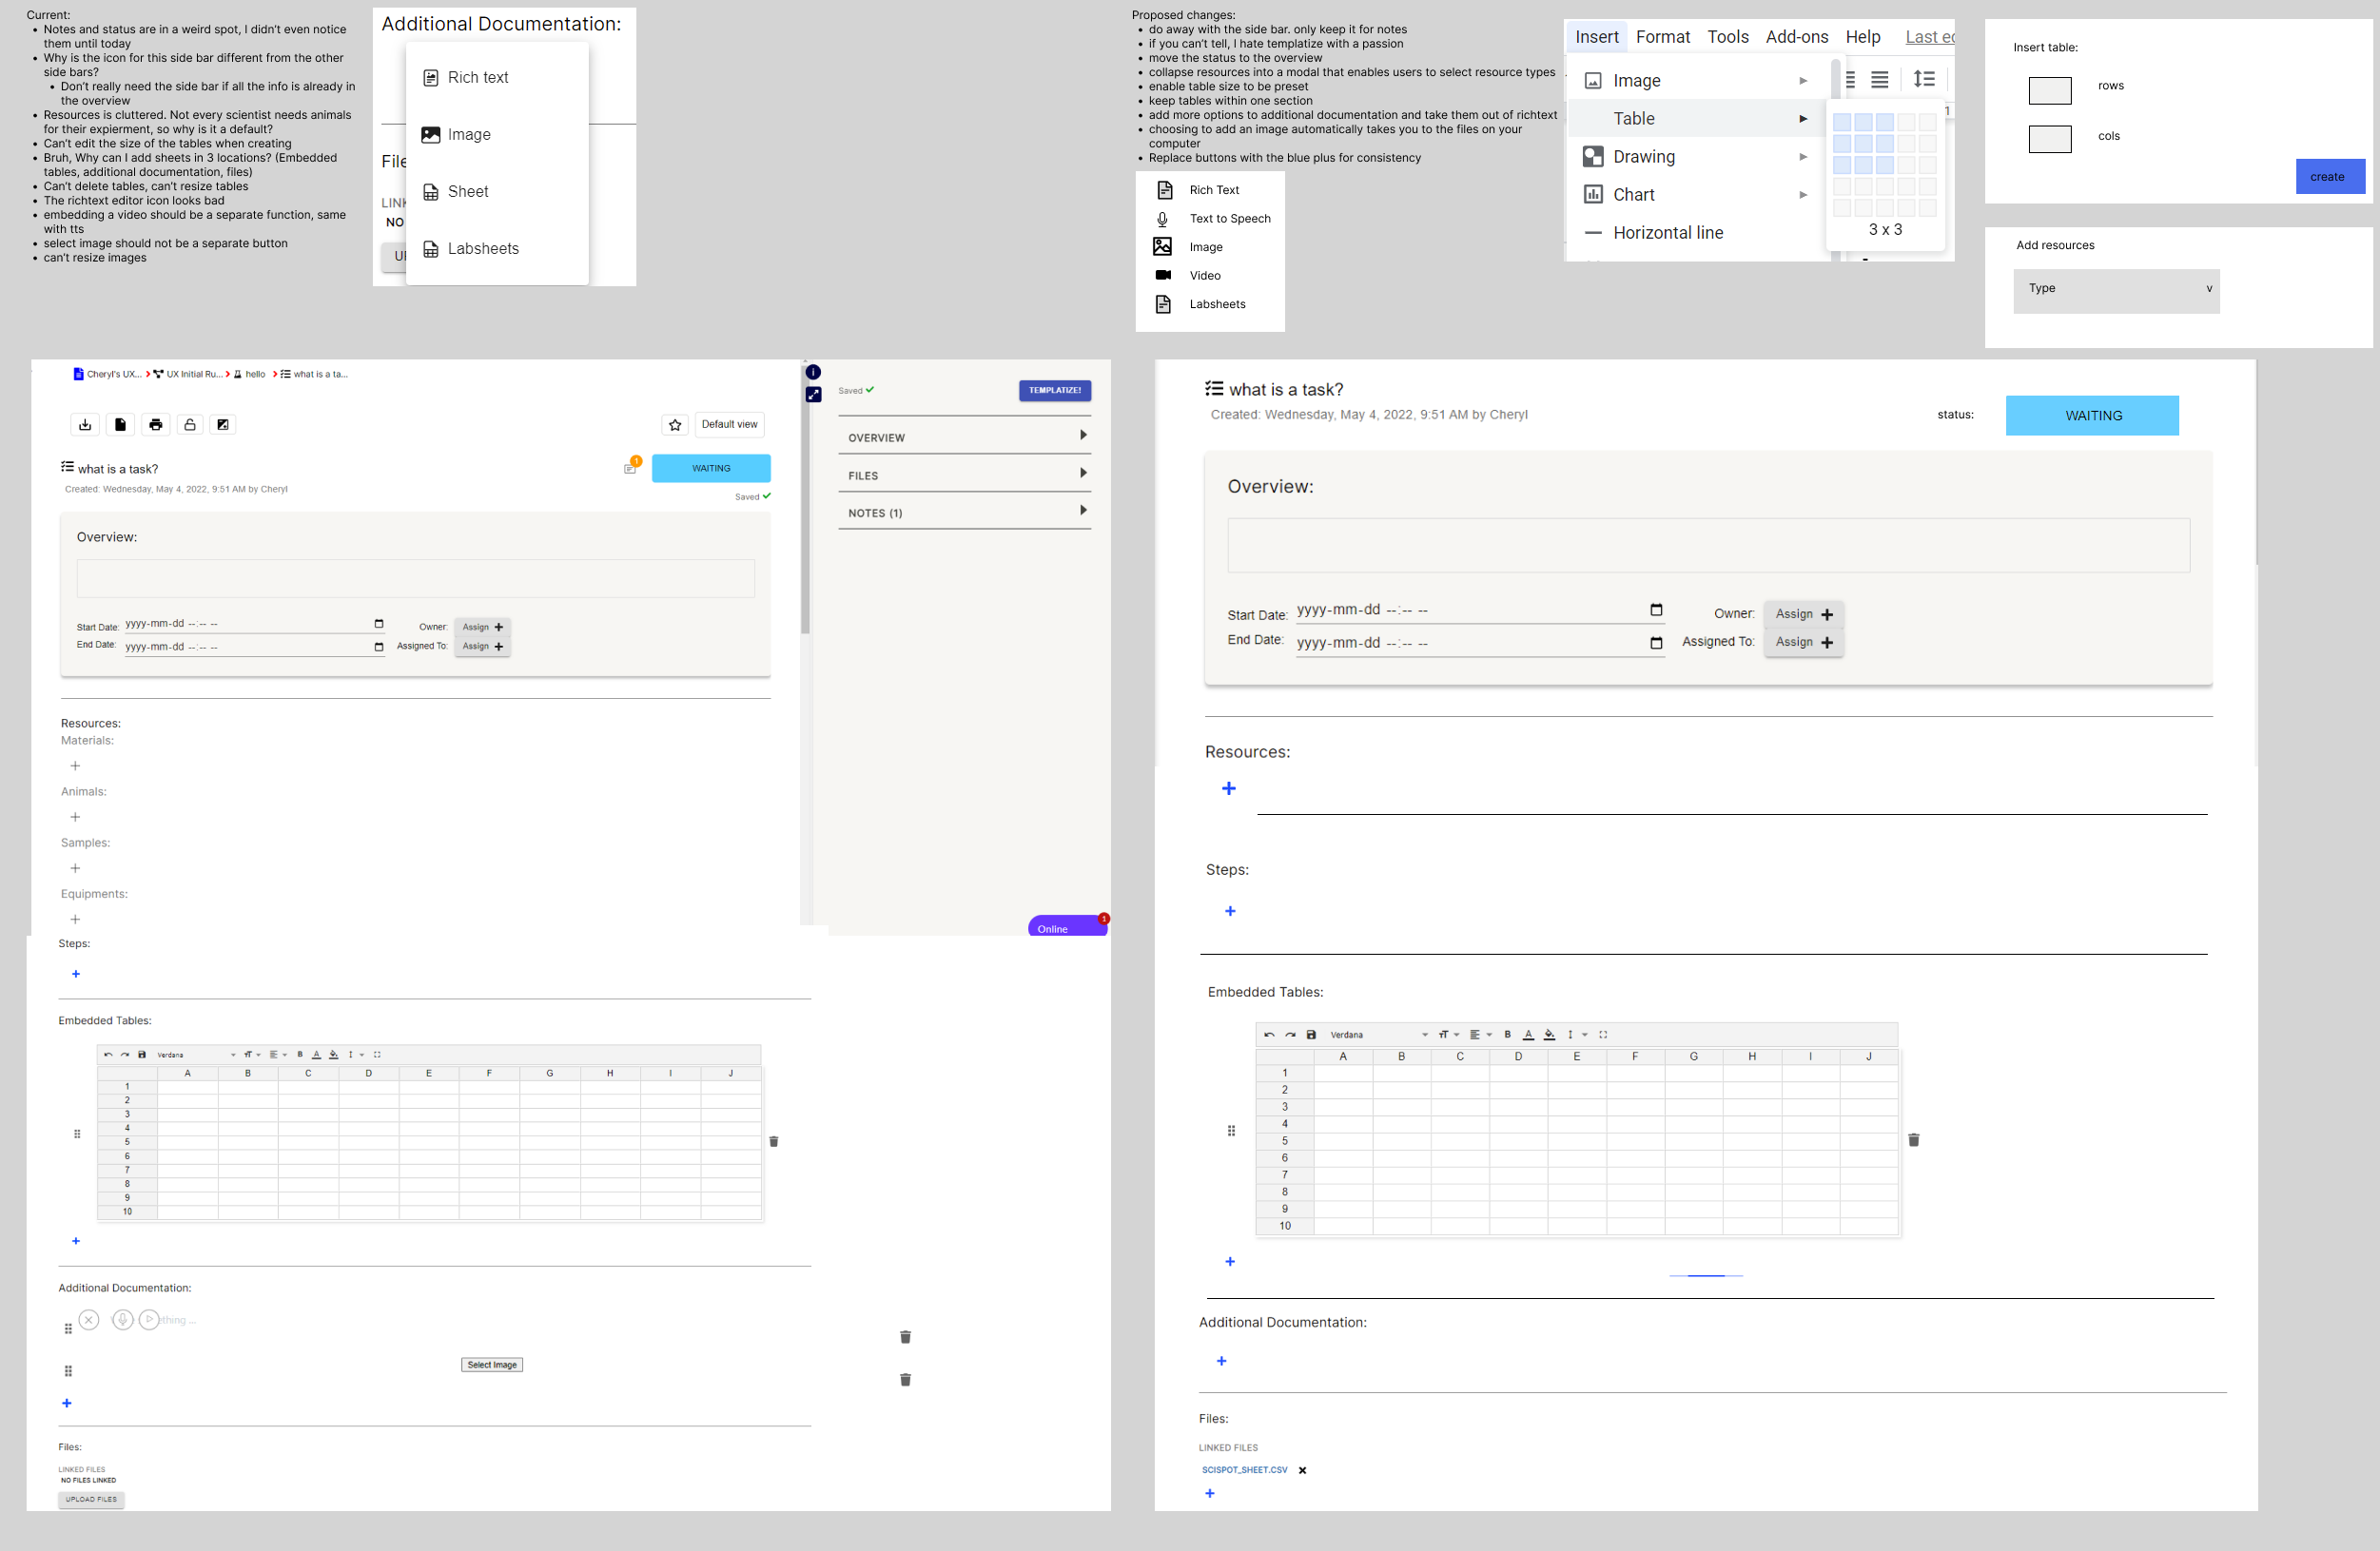 Current:
Notes and status are in a weird spot, I didn't even notice
them until today
Why is the icon for this side bar different from the other
side bars?
Don't really need the side bar if all the info is already in
the overview
Resources is cluttered. Not every scientist needs animals
for their expierment, so why is it a default?
Can't edit the size of the tables when creating
Bruh, Why can I add sheets in 3 locations? (Embedded
tables, additional documentation, files)
Can't delete tables, can't resize tables
The richtext editor icon looks bad
embedding a video should be a separate function, same
with tts
select image should not be a separate button
can't resize images
Additional Documentation:
Rich text
Image
File
Sheet
LINK
NO
Labsheets
UP
Proposed changes:
do away with the side bar. only keep it for notes
if you can't tell, I hate templatize with a passion
move the status to the overview
collapse resources into a modal that enables users to select resource types
enable table size to be preset
keep tables within one section
add more options to additional documentation and take them out of richtext
choosing to add an image automatically takes you to the files on your
computer
Replace buttons with the blue plus for consistency
Rich Text
Text to Speech
Image
Video
Labsheets
Insert Format Tools Add-ons Help Last ed
Image
Table
Drawing
Chart
Horizontal line
1
3 x 3
Insert table:
rows
cols
create
Add resources
Type v
Cheryl's UX... UX Initial Ru... hello what is a ta...
Default view
what is a task?
1
WAITING
Created: Wednesday, May 4, 2022, 9:51 AM by Cheryl
Saved
Overview:
Start Date: yyyy-mm-dd --:-- -- Owner: Assign
End Date: yyyy-mm-dd --:-- -- Assigned To: Assign
Resources:
Materials:
Animals:
Samples:
Equipments:
i
Saved
TEMPLATIZE!
OVERVIEW
FILES
NOTES (1)
1
Online
Steps:
Embedded Tables:
Verdana
A B C D E F G H I J
1
2
3
4
5
6
7
8
9
10
Additional Documentation:
ething ...
Select Image
Files:
LINKED FILES
NO FILES LINKED
UPLOAD FILES
what is a task?
Created: Wednesday, May 4, 2022, 9:51 AM by Cheryl
status: WAITING
Overview:
Start Date: yyyy-mm-dd --:-- -- Owner: Assign
End Date: yyyy-mm-dd --:-- -- Assigned To: Assign
Resources:
Steps:
Embedded Tables:
Verdana
A B C D E F G H I J
1
2
3
4
5
6
7
8
9
10
Additional Documentation:
Files:
LINKED FILES
SCISPOT_SHEET.CSV